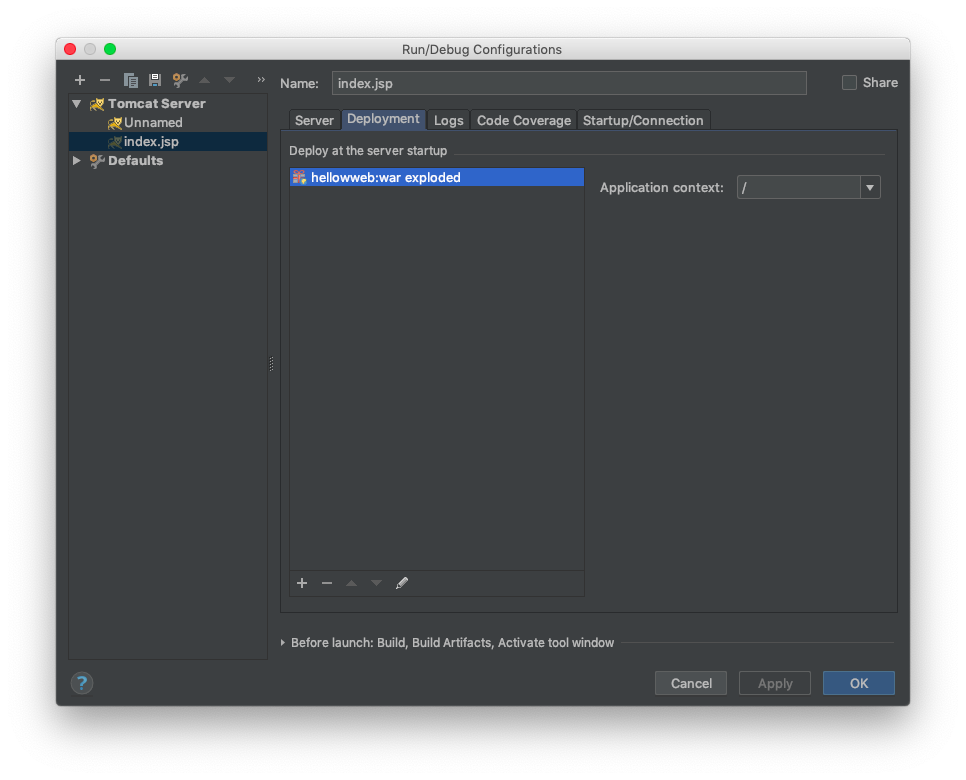 Run/Debug Configurations
Name: index.jsp Share
Tomcat Server
Unnamed
index.jsp
Defaults
Server Deployment Logs Code Coverage Startup/Connection
Deploy at the server startup
hellowweb:war exploded
Application context: /
Before launch: Build, Build Artifacts, Activate tool window
? Cancel Apply OK